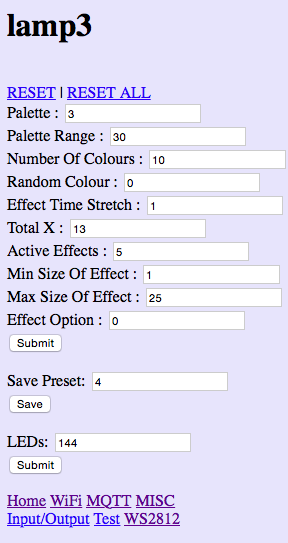 lamp3
RESET | RESET ALL
Palette : 3
Palette Range : 30
Number Of Colours : 10
Random Colour : 0
Effect Time Stretch : 1
Total X : 13
Active Effects : 5
Min Size Of Effect : 1
Max Size Of Effect : 25
Effect Option : 0
Submit
Save Preset: 4
Save
LEDs: 144
Submit
Home WiFi MQTT MISC
Input/Output Test WS2812